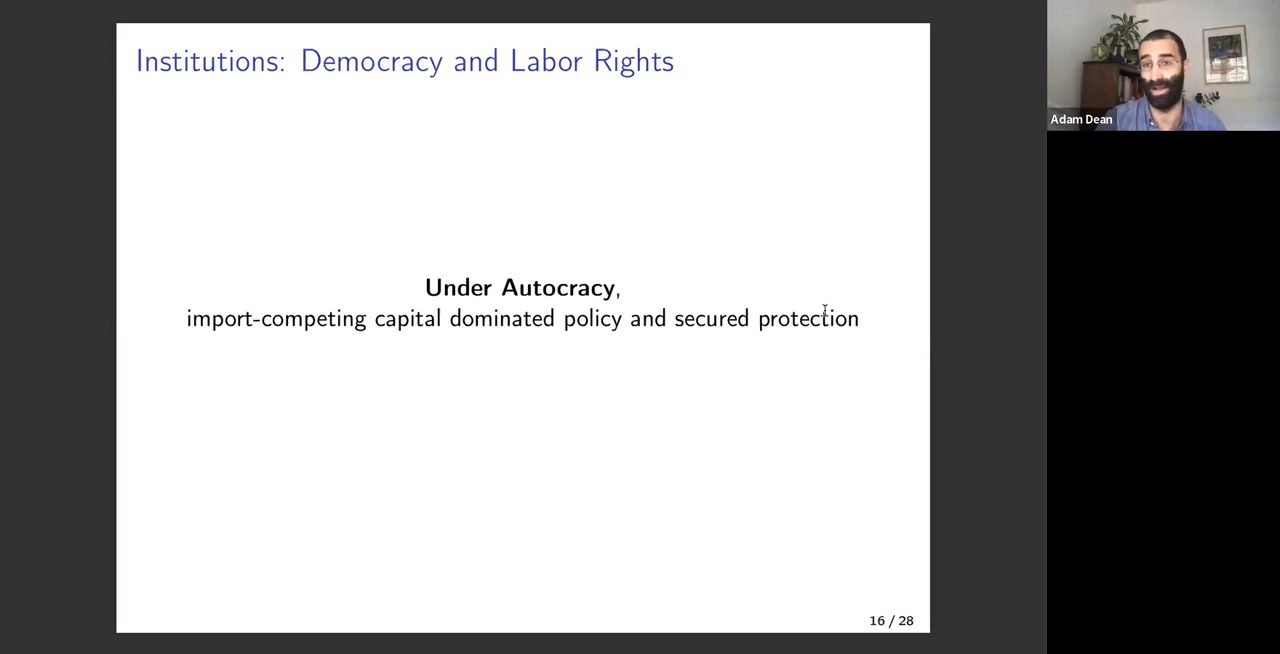 Institutions: Democracy and Labor Rights
Adam Dean
Under Autocracy,
import-competing capital dominated policy and secured protection
16 / 28